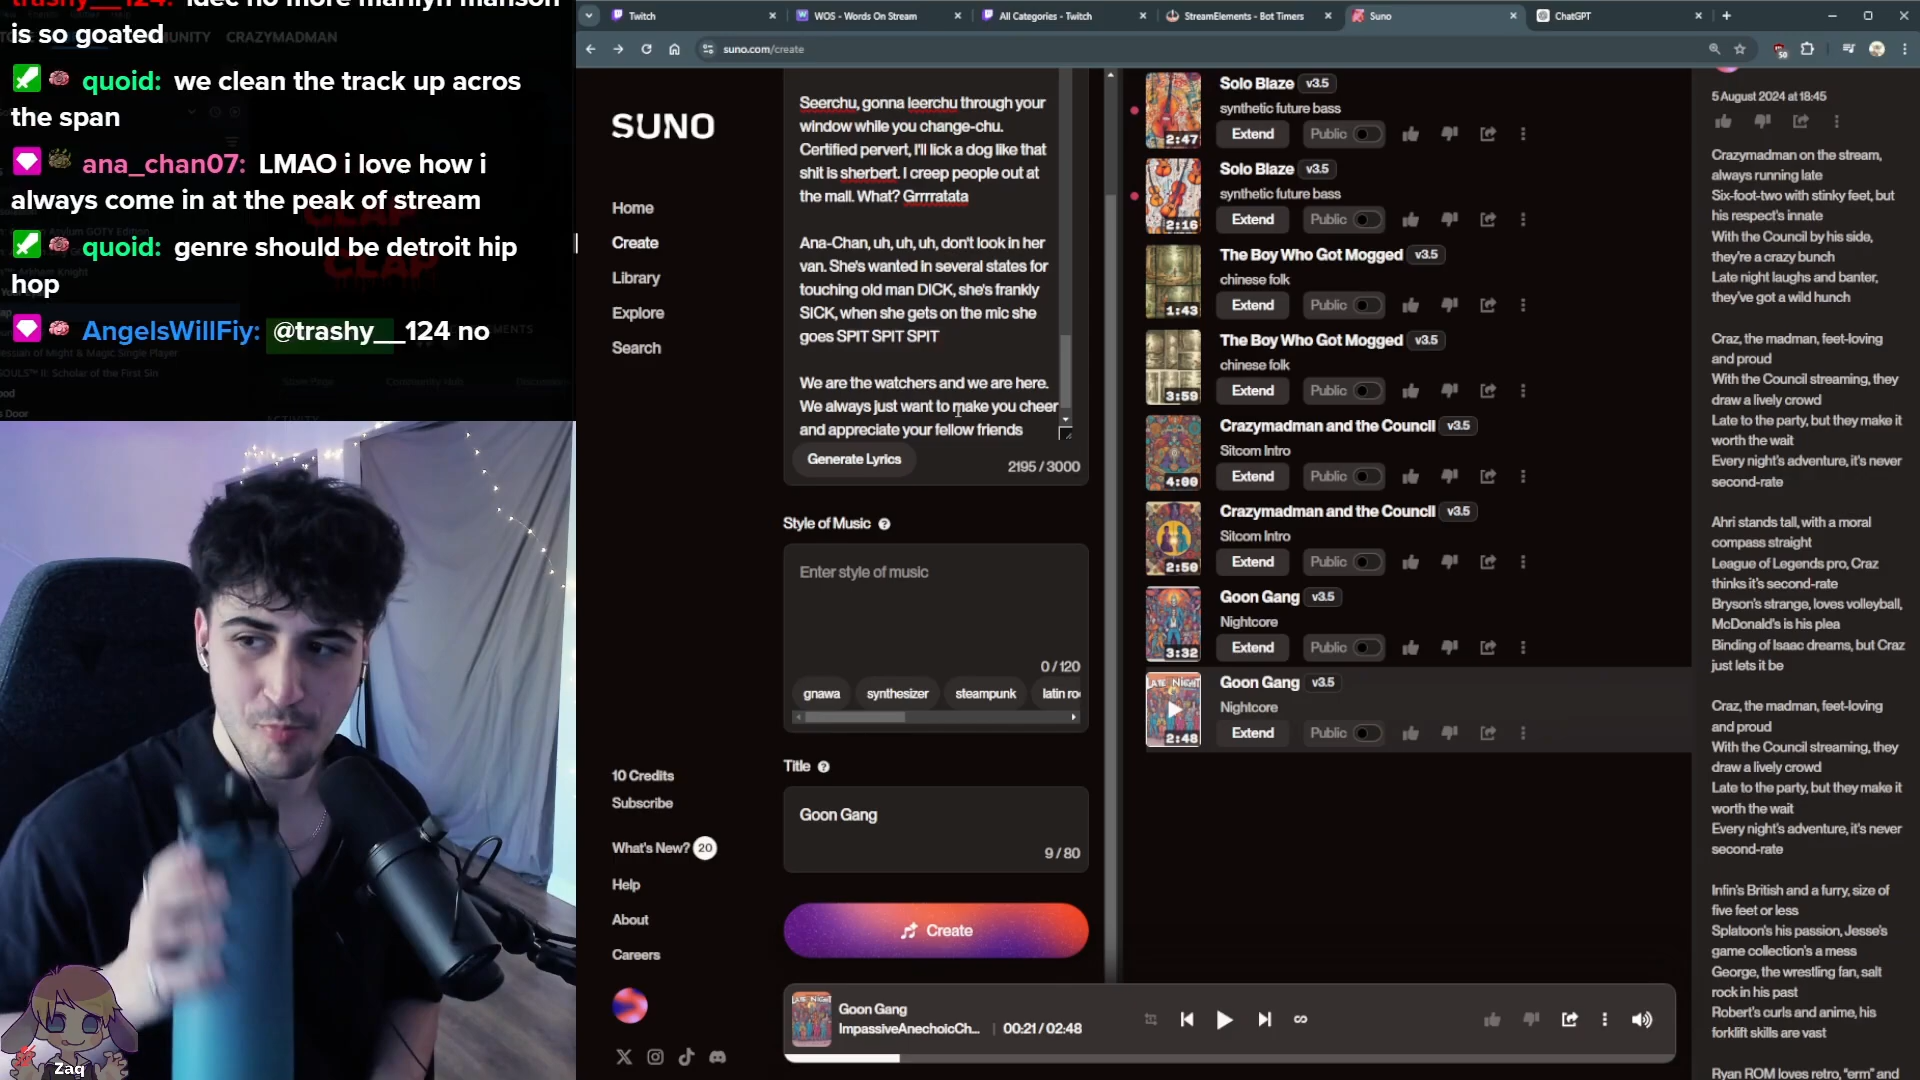 trashy__124: idec no more marilyn manson
is so goated
quoid: we clean the track up acros
the span
ana_chan07: LMAO i love how i
always come in at the peak of stream
quoid: genre should be detroit hip
hop
AngelsWillFiy: @trashy__124 no
CRAZYMADMAN
Zaq
Twitch
WOS - Words On Stream
All Categories - Twitch
StreamElements - Bot Timers
Suno
ChatGPT
suno.com/create
50
SUNO
Home
Create
Library
Explore
Search
10 Credits
Subscribe
What's New? 20
Help
About
Careers
Seerchu, gonna leerchu through your
window while you change-chu.
Certified pervert, I'll lick a dog like that
shit is sherbert. I creep people out at
the mall. What? Grrrratata
Ana-Chan, uh, uh, uh, don't look in her
van. She's wanted in several states for
touching old man DICK, she's frankly
SICK, when she gets on the mic she
goes SPIT SPIT SPIT
We are the watchers and we are here.
We always just want to make you cheer
and appreciate your fellow friends
Generate Lyrics
2195 / 3000
Style of Music
Enter style of music
0 / 120
gnawa synthesizer steampunk latin ro
Title
Goon Gang
9 / 80
Create
Solo Blaze v3.5
synthetic future bass
2:47
Extend Public
Solo Blaze v3.5
synthetic future bass
2:16
Extend Public
The Boy Who Got Mogged v3.5
chinese folk
1:43
Extend Public
The Boy Who Got Mogged v3.5
chinese folk
3:59
Extend Public
Crazymadman and the Council v3.5
Sitcom Intro
4:00
Extend Public
Crazymadman and the Council v3.5
Sitcom Intro
2:50
Extend Public
Goon Gang v3.5
Nightcore
3:32
Extend Public
Goon Gang v3.5
Nightcore
LATE NIGHT
2:48
Extend Public
Goon Gang
ImpassiveAnechoicCh...
00:21 / 02:48
5 August 2024 at 18:45
Crazymadman on the stream,
always running late
Six-foot-two with stinky feet, but
his respect's innate
With the Council by his side,
they're a crazy bunch
Late night laughs and banter,
they've got a wild hunch
Craz, the madman, feet-loving
and proud
With the Council streaming, they
draw a lively crowd
Late to the party, but they make it
worth the wait
Every night's adventure, it's never
second-rate
Ahri stands tall, with a moral
compass straight
League of Legends pro, Craz
thinks it's second-rate
Bryson's strange, loves volleyball,
McDonald's is his plea
Binding of Isaac dreams, but Craz
just lets it be
Craz, the madman, feet-loving
and proud
With the Council streaming, they
draw a lively crowd
Late to the party, but they make it
worth the wait
Every night's adventure, it's never
second-rate
Infin's British and a furry, size of
five feet or less
Splatoon's his passion, Jesse's
game collection's a mess
George, the wrestling fan, salt
rock in his past
Robert's curls and anime, his
forklift skills are vast
Ryan ROM loves retro, "erm" and